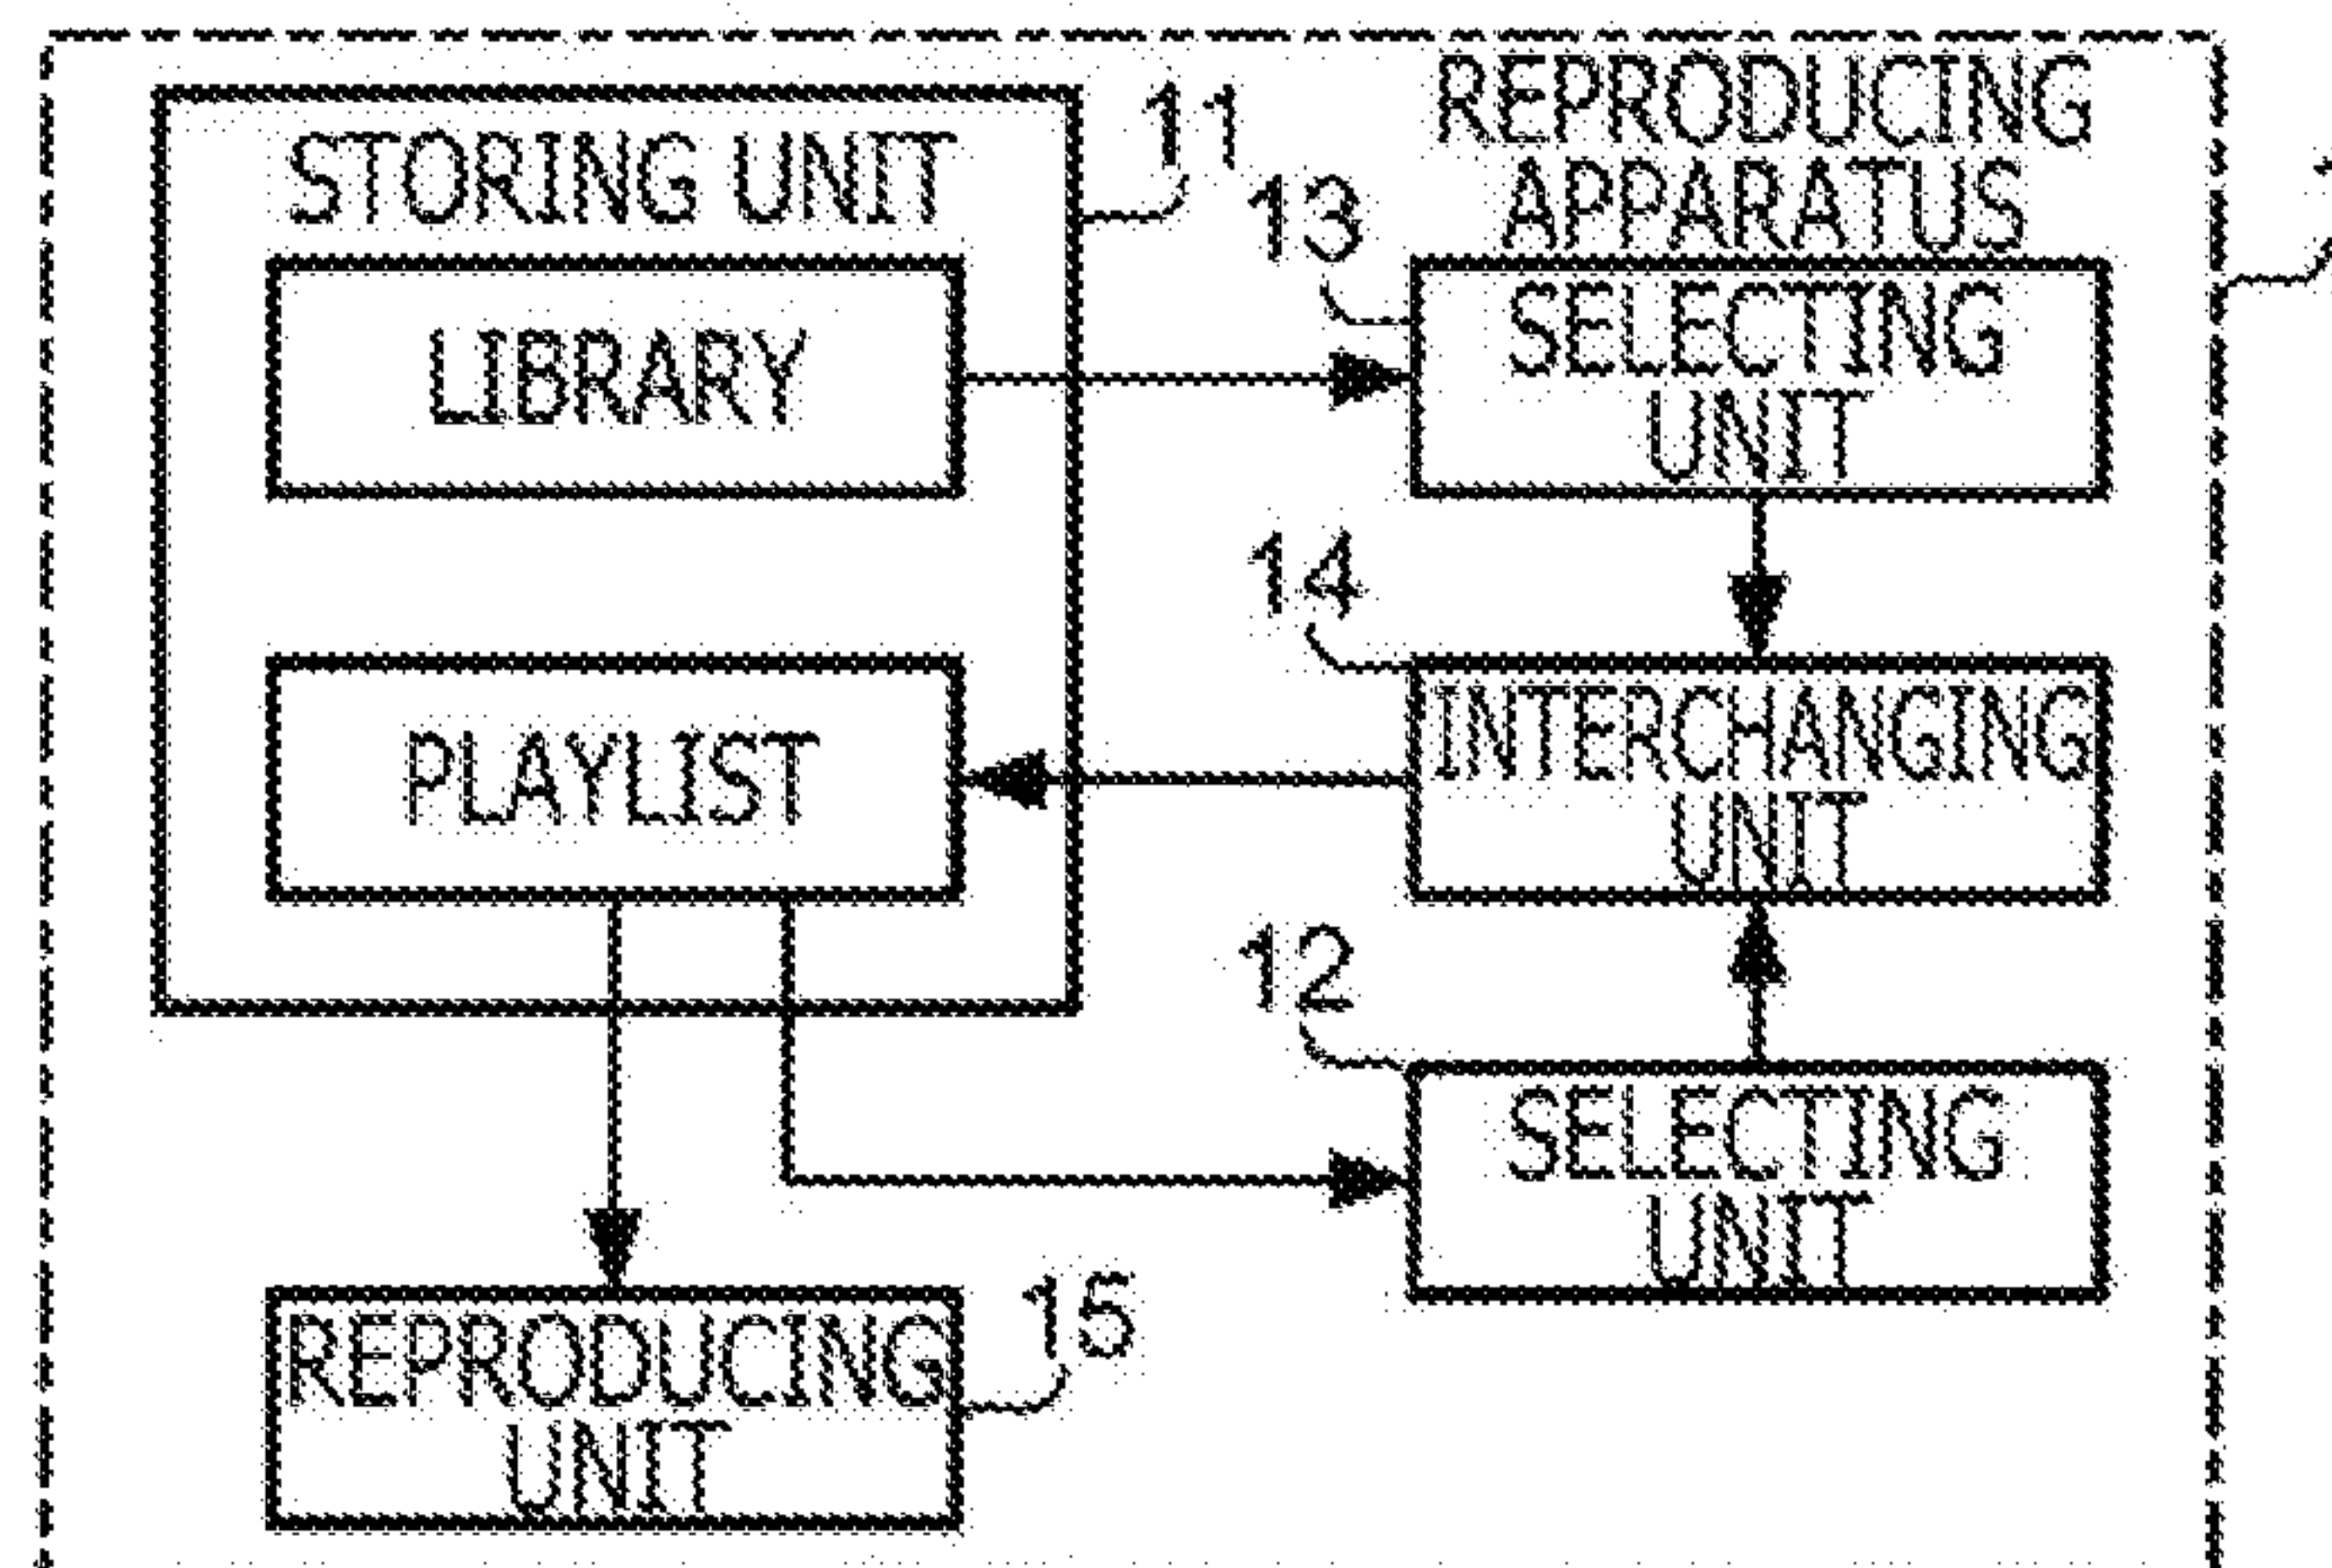 REPRODUCING
APPARATUS
STORING UNIT
11
LIBRARY
13
SELECTING
UNIT
14
INTERCHANGING
UNIT
PLAYLIST
12
SELECTING
UNIT
REPRODUCING
UNIT
15